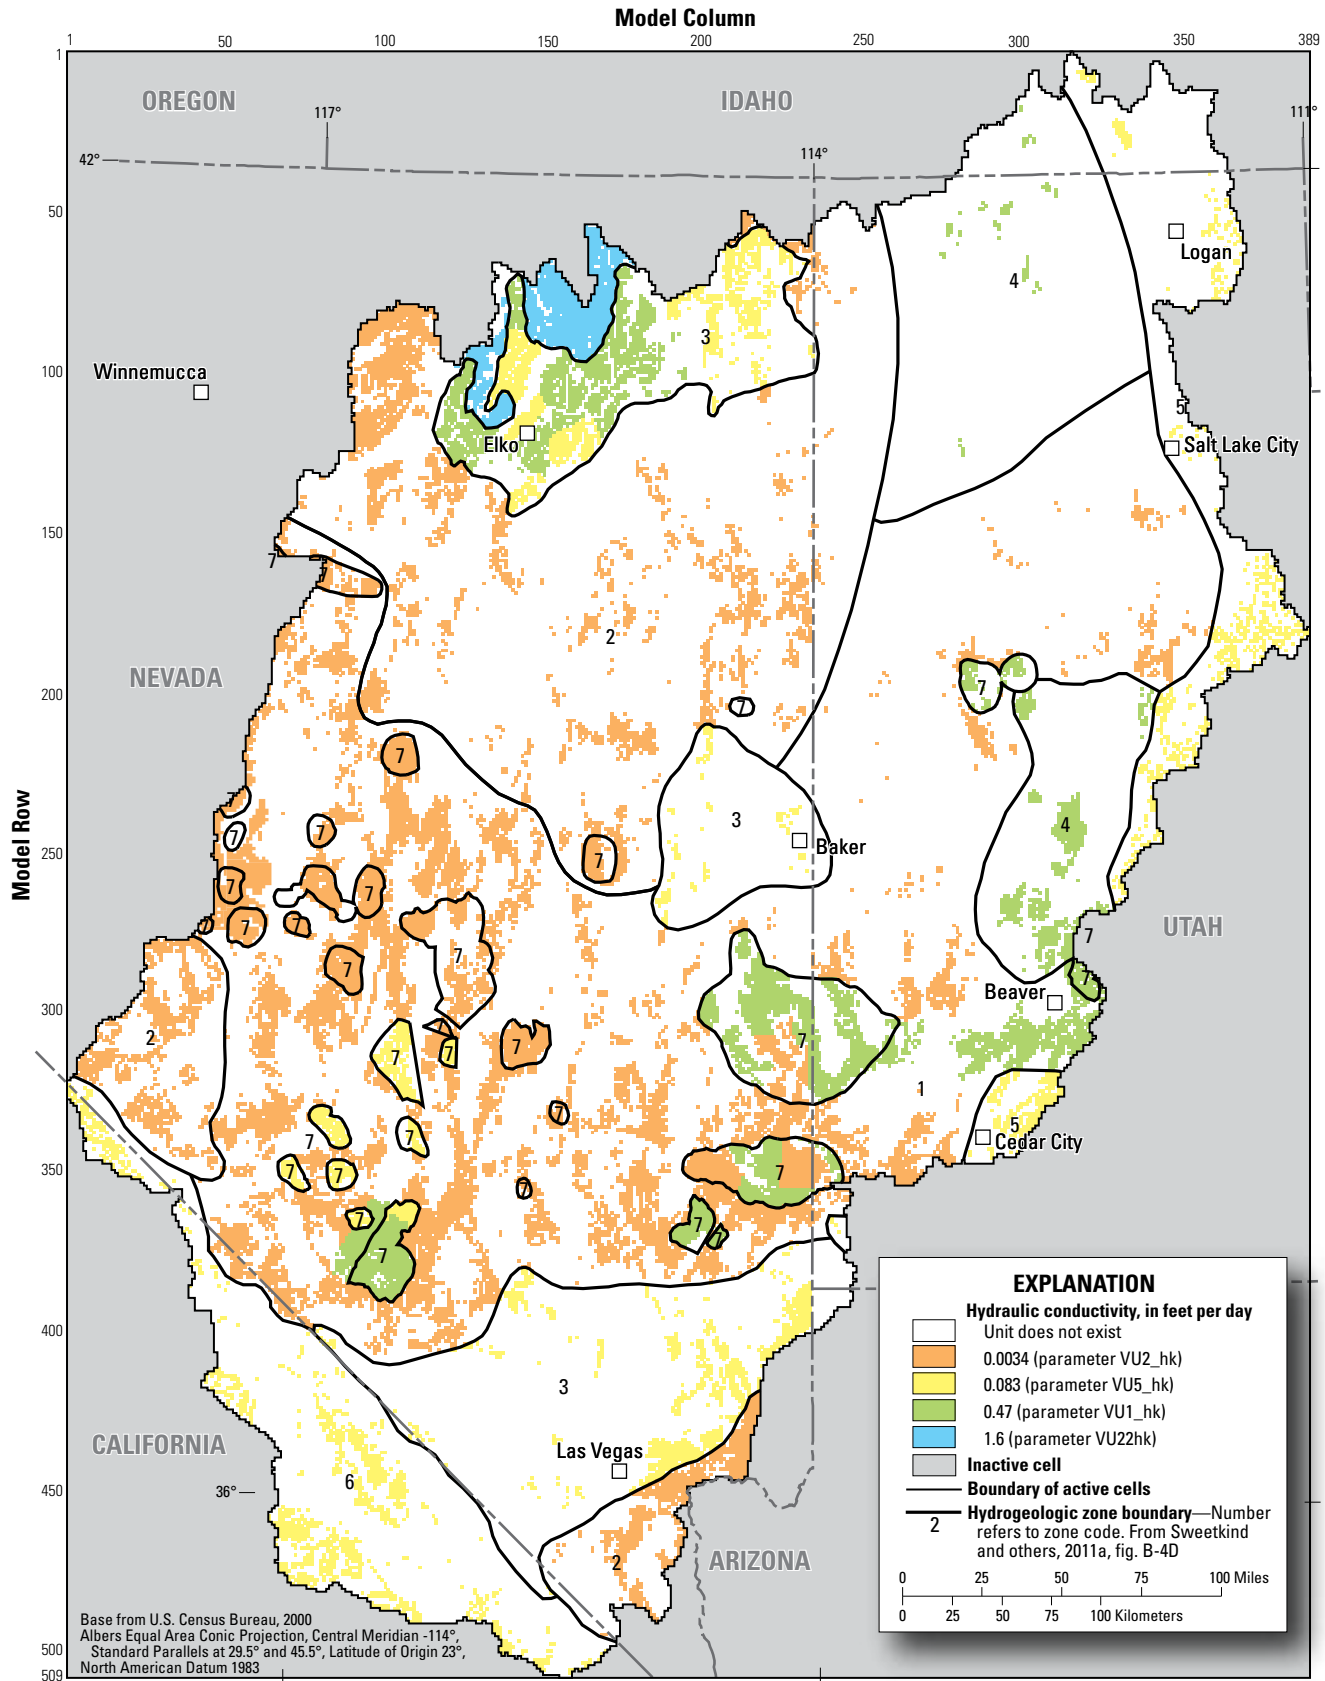 Model Column
1 50 100 150 200 250 300 350 389
1
OREGON
IDAHO
117°
111°
42°
114°
50
Logan
4
3
100
Winnemucca
5
Elko
Salt Lake City
150
7
7
2
NEVADA
7
200
7
7
7
3
4
7
7
Model Row
Baker
250
7
7
7
7
7
7
7
UTAH
7
7
7
7
Beaver
300
2
7
7
7
7
7
1
7
7
7
5
Cedar City
350
7
7
7
7
7
7
7
7
EXPLANATION
Hydraulic conductivity, in feet per day
Unit does not exist
0.0034 (parameter VU2_hk)
0.083 (parameter VU5_hk)
0.47 (parameter VU1_hk)
1.6 (parameter VU22hk)
Inactive cell
Boundary of active cells
Hydrogeologic zone boundary—Number
2
refers to zone code. From Sweetkind
and others, 2011a, fig. B-4D
0 25 50 75 100 Miles
0 25 50 75 100 Kilometers
400
3
CALIFORNIA
Las Vegas
6
450
36°
2
ARIZONA
Base from U.S. Census Bureau, 2000
Albers Equal Area Conic Projection, Central Meridian -114°,
Standard Parallels at 29.5° and 45.5°, Latitude of Origin 23°,
North American Datum 1983
500
509